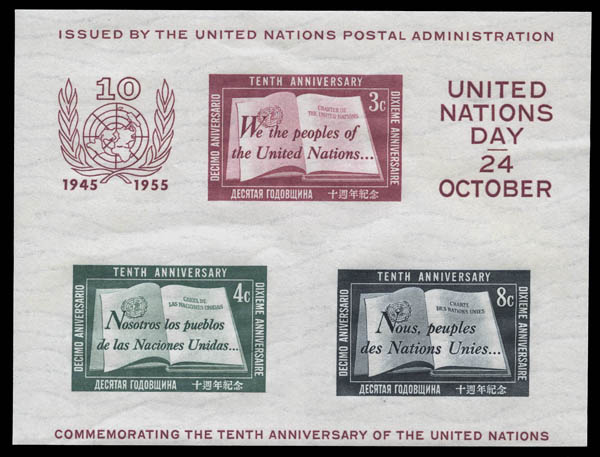 ISSUED BY THE UNITED NATIONS POSTAL ADMINISTRATION
10
1945 1955
TENTH ANNIVERSARY
DECIMO ANIVERSARIO
3c
CHARTER OF
THE UNITED NATIONS
We the peoples of
the United Nations...
DIXIEME ANNIVERSAIRE
ДЕСЯТАЯ ГОДОВЩИНА 十週年紀念
UNITED
NATIONS
DAY
24
OCTOBER
TENTH ANNIVERSARY
DECIMO ANIVERSARIO
4c
LAS NACIONES UNIDAS
Nosotros los pueblos
de las Naciones Unidas...
DIXIEME ANNIVERSAIRE
ДЕСЯТАЯ ГОДОВЩИНА 十週年紀念
TENTH ANNIVERSARY
DECIMO ANIVERSARIO
8c
CHARTE
DES NATIONS UNIES
Nous, peuples
des Nations Unies...
DIXIEME ANNIVERSAIRE
ДЕСЯТАЯ ГОДОВЩИНА 十週年紀念
COMMEMORATING THE TENTH ANNIVERSARY OF THE UNITED NATIONS